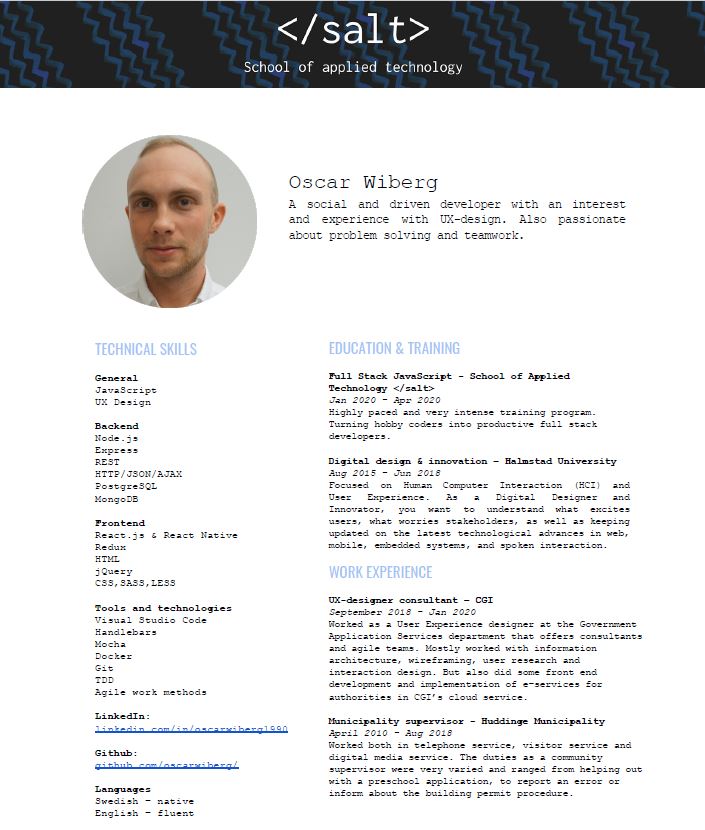 </salt>
School of applied technology
Oscar Wiberg
A social and driven developer with an interest
and experience with UX-design. Also passionate
about problem solving and teamwork.
TECHNICAL SKILLS
General
JavaScript
UX Design
Backend
Node.js
Express
REST
HTTP/JSON/AJAX
PostgreSQL
MongoDB
Frontend
React.js & React Native
Redux
HTML
jQuery
CSS,SASS,LESS
Tools and technologies
Visual Studio Code
Handlebars
Mocha
Docker
Git
TDD
Agile work methods
LinkedIn:
linkedin.com/in/oscarwiberg1990
Github:
github.com/oscarwiberg/
Languages
Swedish – native
English – fluent
EDUCATION & TRAINING
Full Stack JavaScript - School of Applied
Technology </salt>
Jan 2020 - Apr 2020
Highly paced and very intense training program.
Turning hobby coders into productive full stack
developers.
Digital design & innovation – Halmstad University
Aug 2015 - Jun 2018
Focused on Human Computer Interaction (HCI) and
User Experience. As a Digital Designer and
Innovator, you want to understand what excites
users, what worries stakeholders, as well as keeping
updated on the latest technological advances in web,
mobile, embedded systems, and spoken interaction.
WORK EXPERIENCE
UX-designer consultant – CGI
September 2018 - Jan 2020
Worked as a User Experience designer at the Government
Application Services department that offers consultants
and agile teams. Mostly worked with information
architecture, wireframing, user research and
interaction design. But also did some front end
development and implementation of e-services for
authorities in CGI's cloud service.
Municipality supervisor - Huddinge Municipality
April 2010 - Aug 2018
Worked both in telephone service, visitor service and
digital media service. The duties as a community
supervisor were very varied and ranged from helping out
with a preschool application, to report an error or
inform about the building permit procedure.